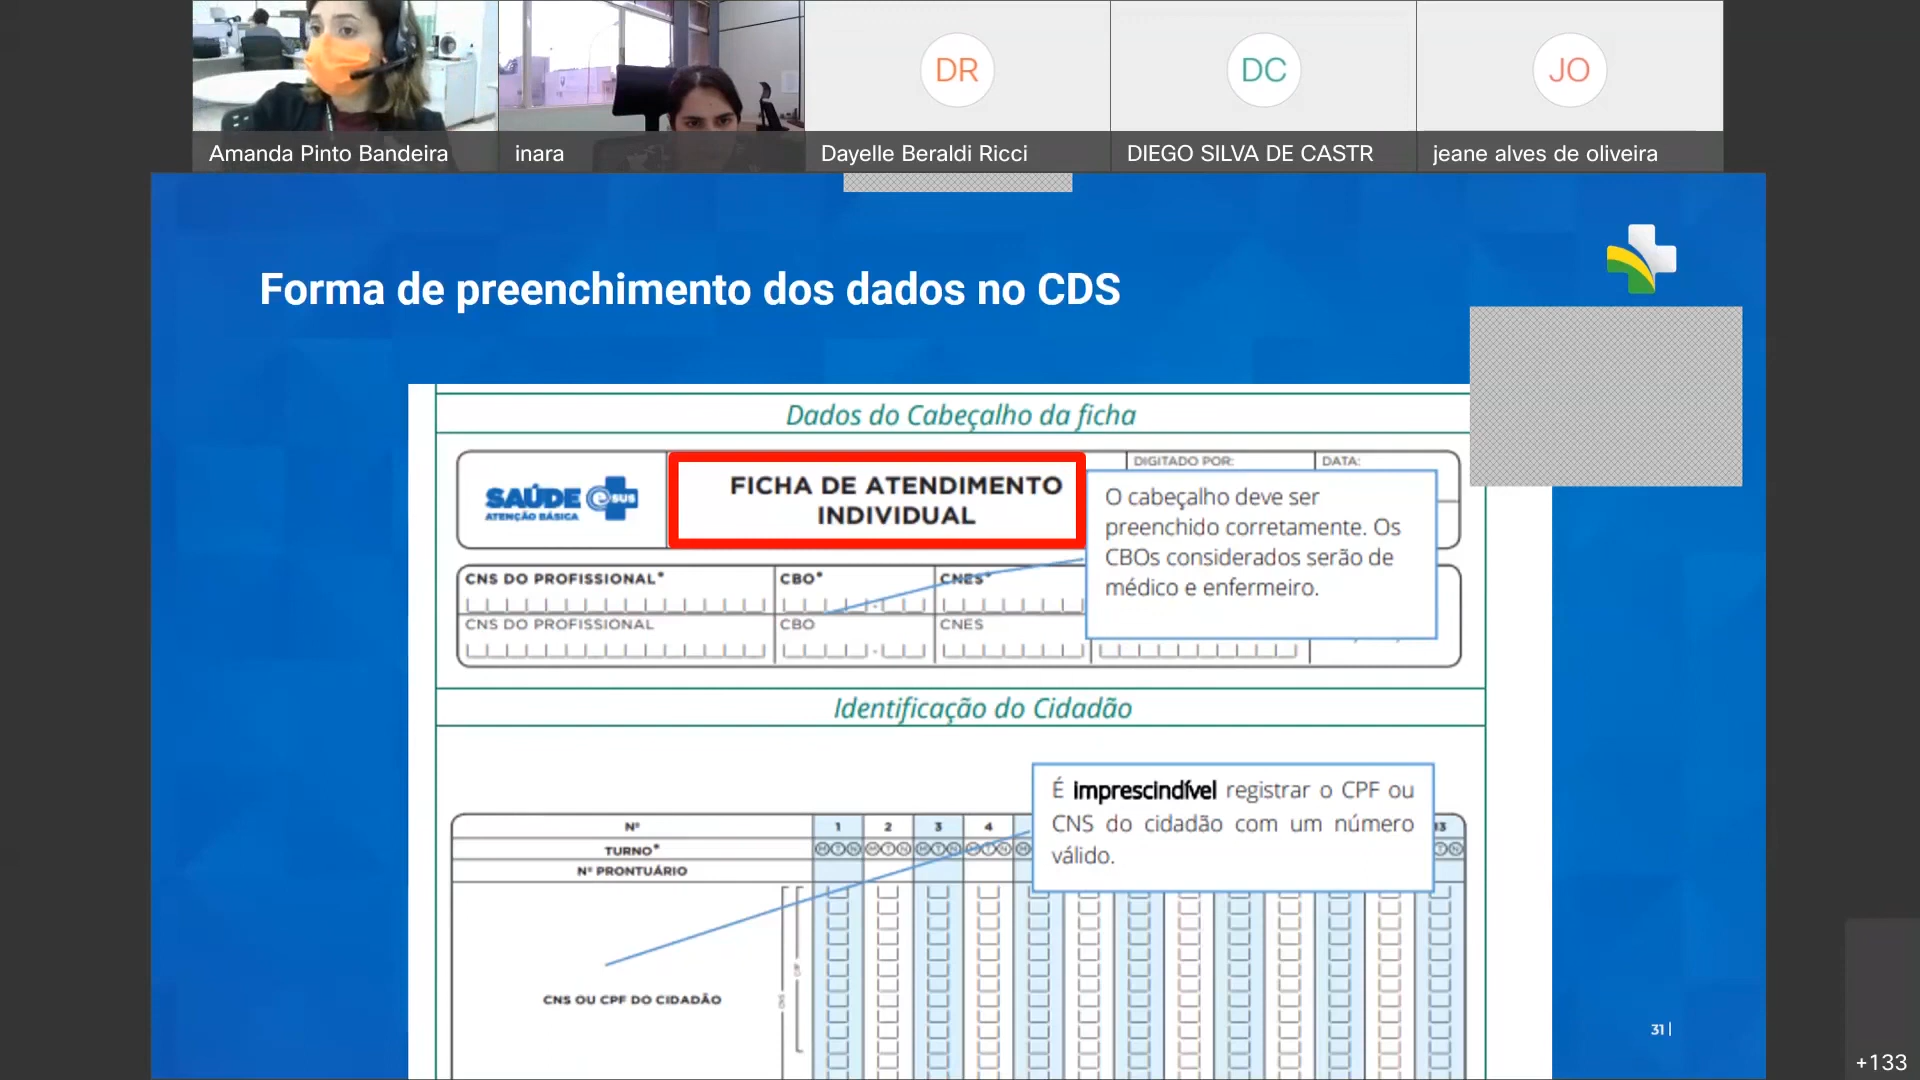 DR
DC
JO
Amanda Pinto Bandeira
inara
Dayelle Beraldi Ricci
DIEGO SILVA DE CASTR
jeane alves de oliveira
Forma de preenchimento dos dados no CDS
Dados do Cabeçalho da ficha
SAÚDE e SUS
ATENÇÃO BÁSICA
FICHA DE ATENDIMENTO
INDIVIDUAL
DIGITADO POR:
DATA:
O cabeçalho deve ser
preenchido corretamente. Os
CBOs considerados serão de
médico e enfermeiro.
CNS DO PROFISSIONAL*
CBO*
CNES*
CNS DO PROFISSIONAL
CBO
CNES
Identificação do Cidadão
É imprescindível registrar o CPF ou
CNS do cidadão com um número
válido.
Nº
1
2
3
4
13
TURNO*
M T N M T N M T N M T N M T N
Nº PRONTUÁRIO
CNS OU CPF DO CIDADÃO
31 |
+133